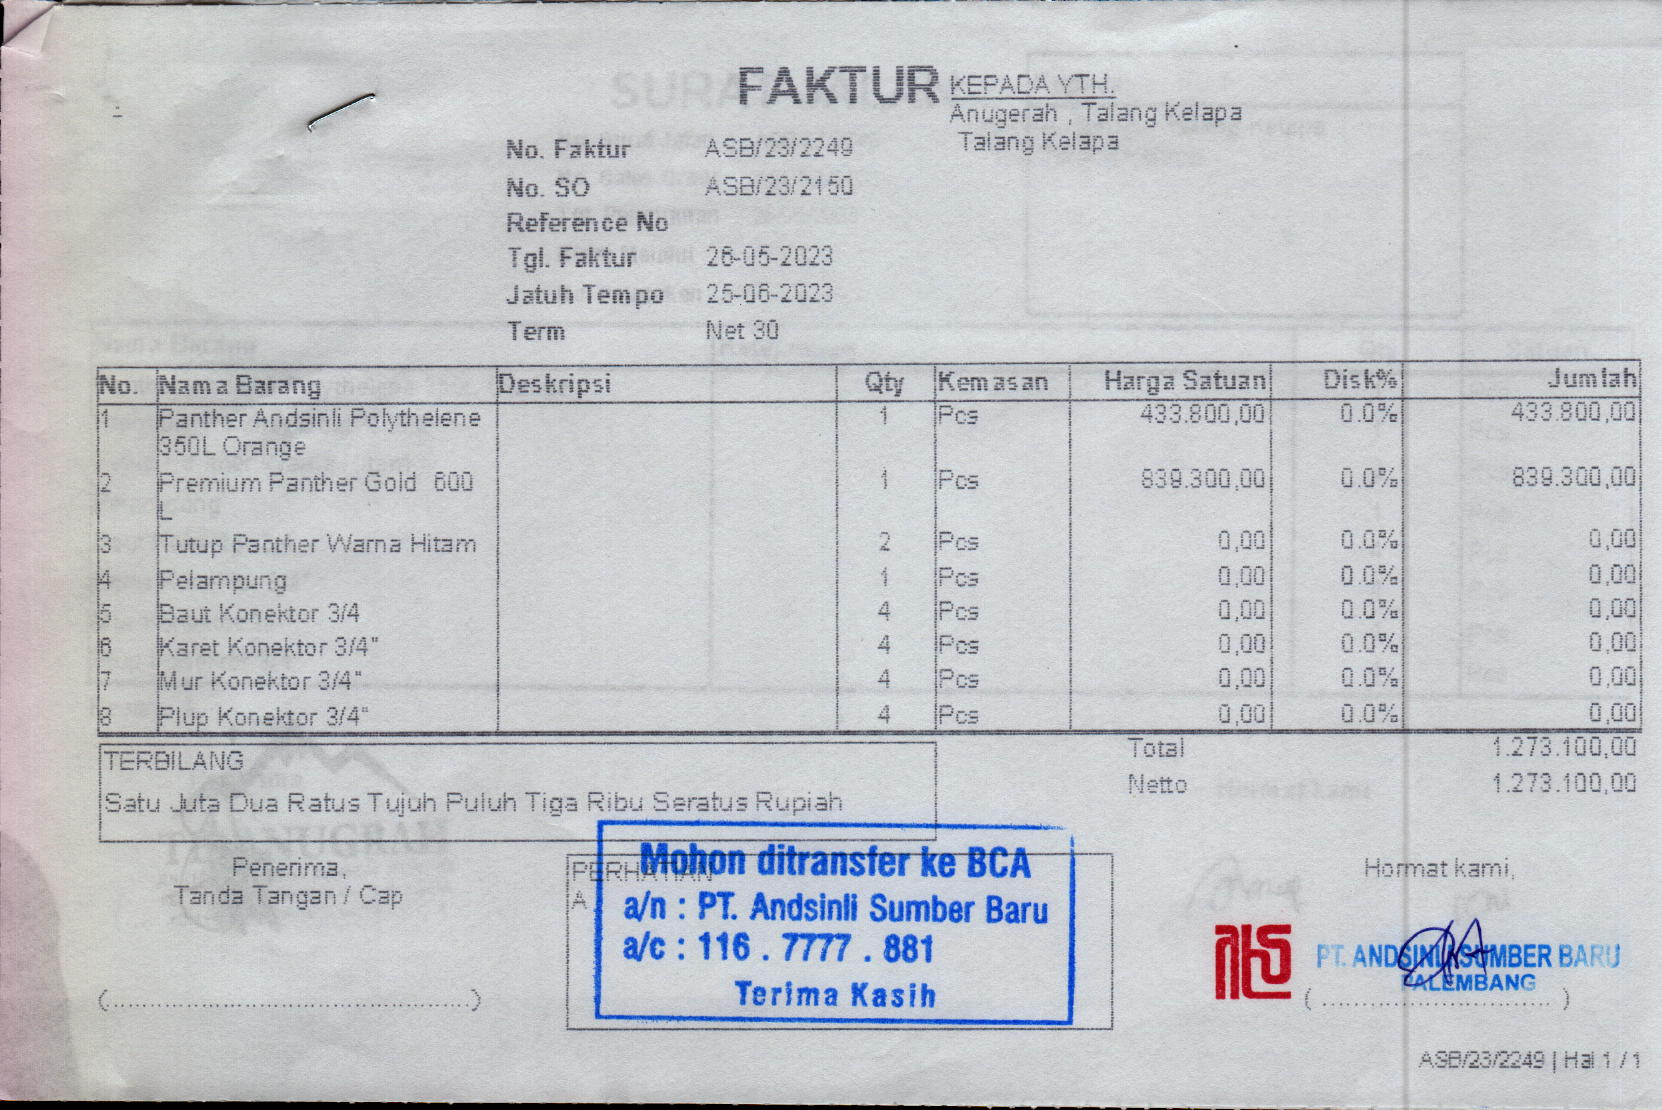 FAKTUR
KEPADA YTH.
Anugerah , Talang Kelapa
Talang Kelapa
No. Faktur ASB/23/2249
No. SO ASB/23/2150
Reference No
Tgl. Faktur 26-05-2023
Jatuh Tempo 25-06-2023
Term Net 30
No. Nama Barang Deskripsi Qty Kemasan Harga Satuan Disk% Jumlah
1 Panther Andsinli Polythelene 1 Pcs 433.800,00 0.0% 433.800,00
350L Orange
2 Premium Panther Gold 600 1 Pcs 839.300,00 0.0% 839.300,00
L
3 Tutup Panther Warna Hitam 2 Pcs 0,00 0.0% 0,00
4 Pelampung 1 Pcs 0,00 0.0% 0,00
5 Baut Konektor 3/4 4 Pcs 0,00 0.0% 0,00
6 Karet Konektor 3/4" 4 Pcs 0,00 0.0% 0,00
7 Mur Konektor 3/4" 4 Pcs 0,00 0.0% 0,00
8 Plup Konektor 3/4" 4 Pcs 0,00 0.0% 0,00
Total 1.273.100,00
Netto 1.273.100,00
TERBILANG
Satu Juta Dua Ratus Tujuh Puluh Tiga Ribu Seratus Rupiah
Penerima,
Tanda Tangan / Cap
(................................................)
PERHATIAN
A
Mohon ditransfer ke BCA
a/n : PT. Andsinli Sumber Baru
a/c : 116 . 7777 . 881
Terima Kasih
Hormat kami,
PT. ANDSINLI SUMBER BARU
PALEMBANG
( .............................. )
ASB/23/2249 | Hal 1 / 1